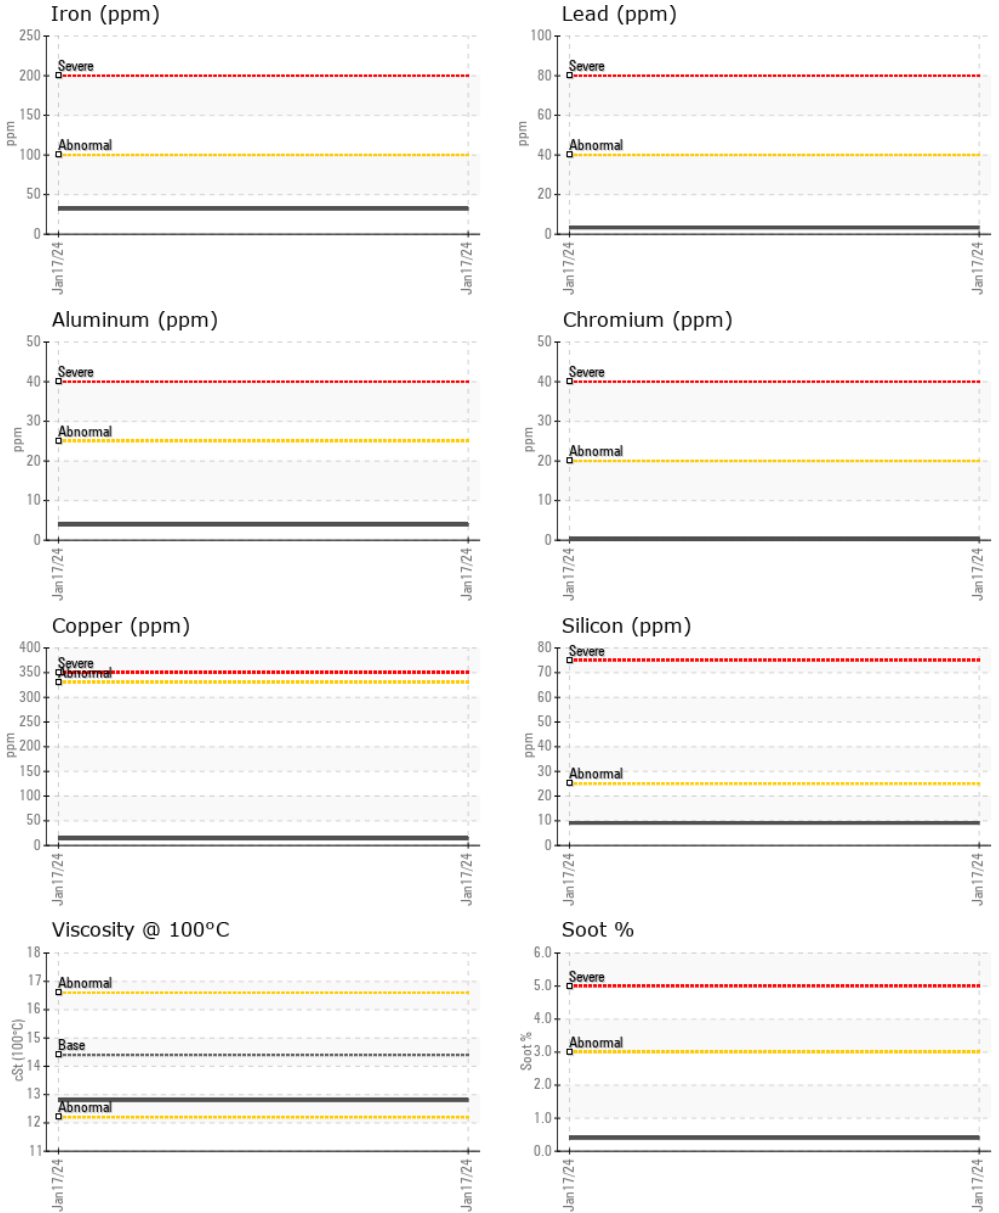 Iron (ppm)
250
200
150
100
50
0
ppm
Severe
Abnormal
Jan17/24
Jan17/24
Lead (ppm)
100
80
60
40
20
0
ppm
Severe
Abnormal
Jan17/24
Jan17/24
Aluminum (ppm)
50
40
30
20
10
0
ppm
Severe
Abnormal
Jan17/24
Jan17/24
Chromium (ppm)
50
40
30
20
10
0
ppm
Severe
Abnormal
Jan17/24
Jan17/24
Copper (ppm)
400
350
300
250
200
150
100
50
0
ppm
Severe
Abnormal
Jan17/24
Jan17/24
Silicon (ppm)
80
70
60
50
40
30
20
10
0
ppm
Severe
Abnormal
Jan17/24
Jan17/24
Viscosity @ 100°C
18
17
16
15
14
13
12
11
cSt (100°C)
Abnormal
Base
Abnormal
Jan17/24
Jan17/24
Soot %
6.0
5.0
4.0
3.0
2.0
1.0
0.0
Soot %
Severe
Abnormal
Jan17/24
Jan17/24